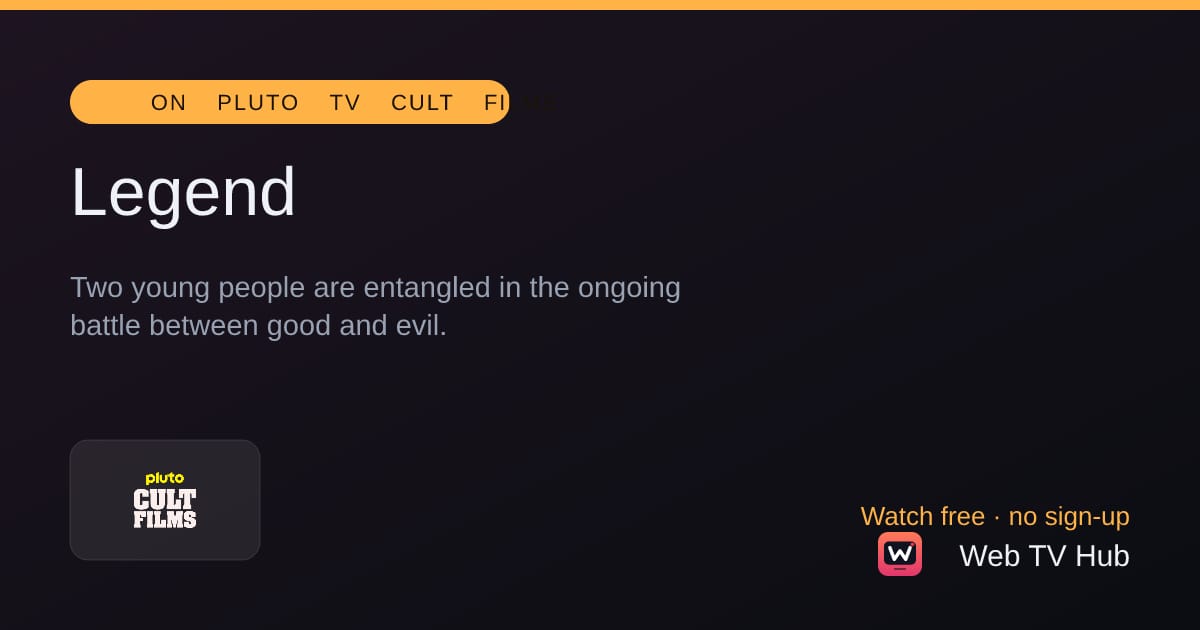 ON PLUTO TV CULT FILMS
Legend
Two young people are entangled in the ongoing
battle between good and evil.
pluto
CULT
FILMS
Watch free · no sign-up
W
Web TV Hub